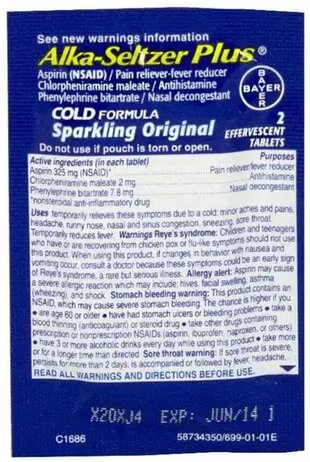 See new warnings information
Alka-Seltzer Plus®
Aspirin (NSAID) / Pain reliever-fever reducer
Chlorpheniramine maleate / Antihistamine
Phenylephrine bitartrate / Nasal decongestant
BAYER
BAYER
COLD FORMULA
Sparkling Original
2
EFFERVESCENT
TABLETS
Do not use if pouch is torn or open.
Active ingredients (in each tablet) Purposes
Aspirin 325 mg (NSAID)* Pain reliever/fever reducer
Chlorpheniramine maleate 2 mg Antihistamine
Phenylephrine bitartrate 7.8 mg Nasal decongestant
*nonsteroidal anti-inflammatory drug
Uses temporarily relieves these symptoms due to a cold: minor aches and pains,
headache, runny nose, nasal and sinus congestion, sneezing, sore throat.
Temporarily reduces fever. Warnings Reye's syndrome: Children and teenagers
who have or are recovering from chicken pox or flu-like symptoms should not use
this product. When using this product, if changes in behavior with nausea and
vomiting occur, consult a doctor because these symptoms could be an early sign
of Reye's syndrome, a rare but serious illness. Allergy alert: Aspirin may cause
a severe allergic reaction which may include: hives, facial swelling, asthma
(wheezing), and shock. Stomach bleeding warning: This product contains an
NSAID, which may cause severe stomach bleeding. The chance is higher if you
• are age 60 or older • have had stomach ulcers or bleeding problems • take a
blood thinning (anticoagulant) or steroid drug • take other drugs containing
prescription or nonprescription NSAIDs (aspirin, ibuprofen, naproxen, or others)
• have 3 or more alcoholic drinks every day while using this product • take more
or for a longer time than directed. Sore throat warning: If sore throat is severe,
persists for more than 2 days, is accompanied or followed by fever, headache,
READ ALL WARNINGS AND DIRECTIONS BEFORE USE.
X20XJ4 EXP: JUN/14 1
C1686 58734350/699-01-01E